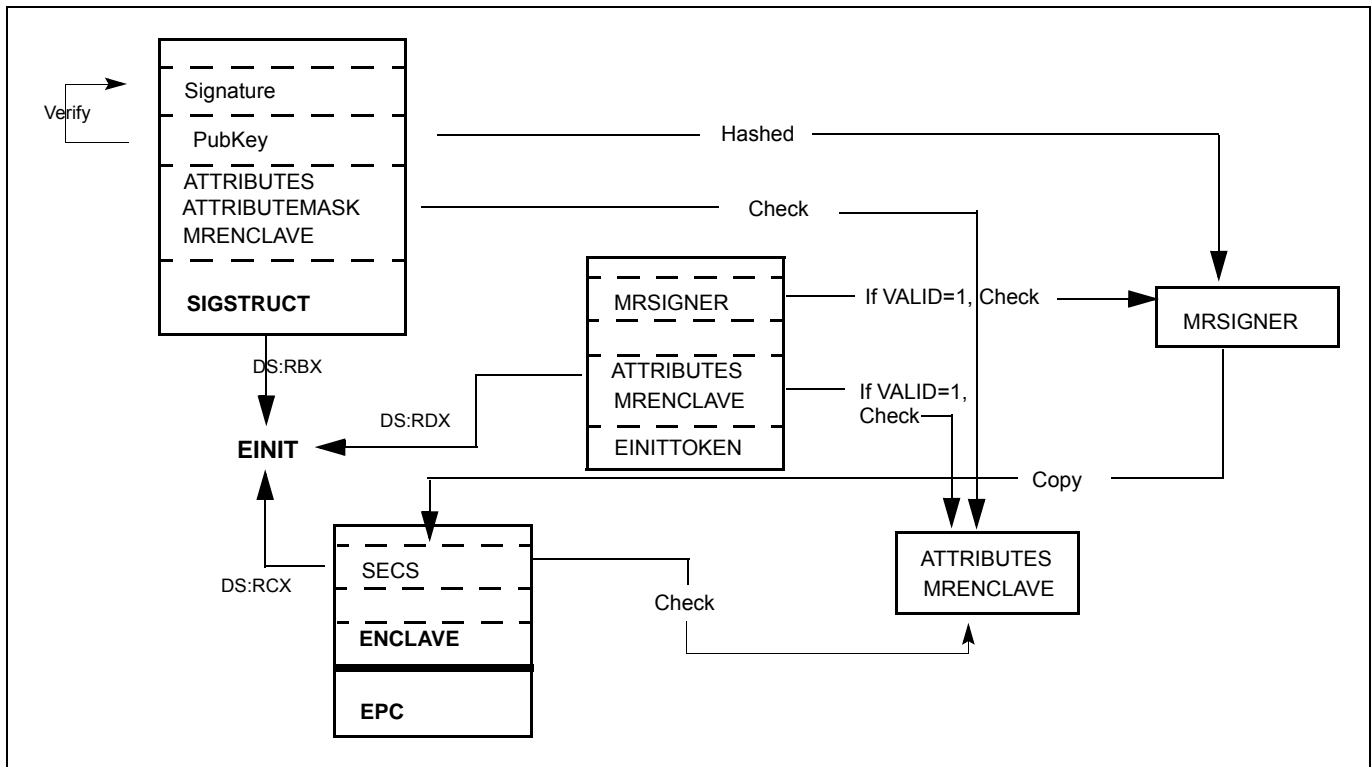 Signature
Verify
PubKey
Hashed
ATTRIBUTES
ATTRIBUTEMASK
MRENCLAVE
Check
SIGSTRUCT
MRSIGNER
If VALID=1, Check
MRSIGNER
DS:RBX
ATTRIBUTES
MRENCLAVE
If VALID=1,
Check
DS:RDX
EINIT
EINITTOKEN
Copy
SECS
ATTRIBUTES
MRENCLAVE
DS:RCX
Check
ENCLAVE
EPC